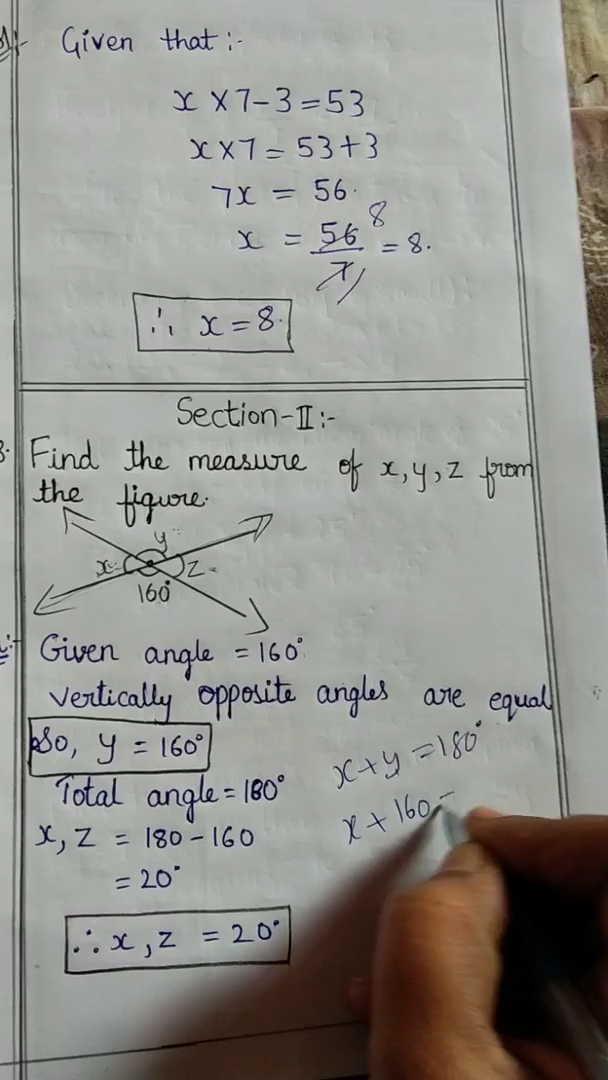 Given that :-
x × 7 - 3 = 53
x × 7 = 53 + 3
7x = 56.
8
x = 56/7 = 8.
∴ x = 8.
Section-II:-
3. Find the measure of x, y, z from
the figure.
y
x z
160°
Given angle = 160°
vertically opposite angles are equal
So, y = 160°
x + y = 180°
Total angle = 180°
x + 160 =
x, z = 180 - 160
= 20°
∴ x, z = 20°